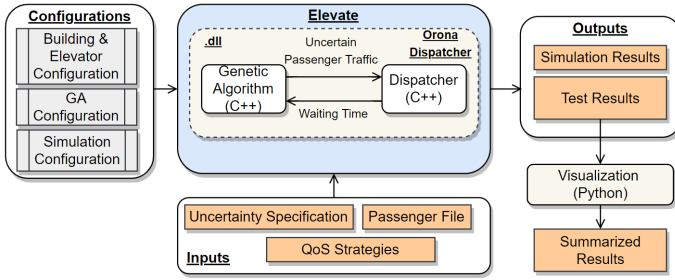 Configurations
Building &
Elevator
Configuration
GA
Configuration
Simulation
Configuration
Elevate
.dll
Uncertain
Passenger Traffic
Orona
Dispatcher
Genetic
Algorithm
(C++)
Dispatcher
(C++)
Waiting Time
Outputs
Simulation Results
Test Results
Visualization
(Python)
Summarized
Results
Uncertainty Specification
Passenger File
QoS Strategies
Inputs